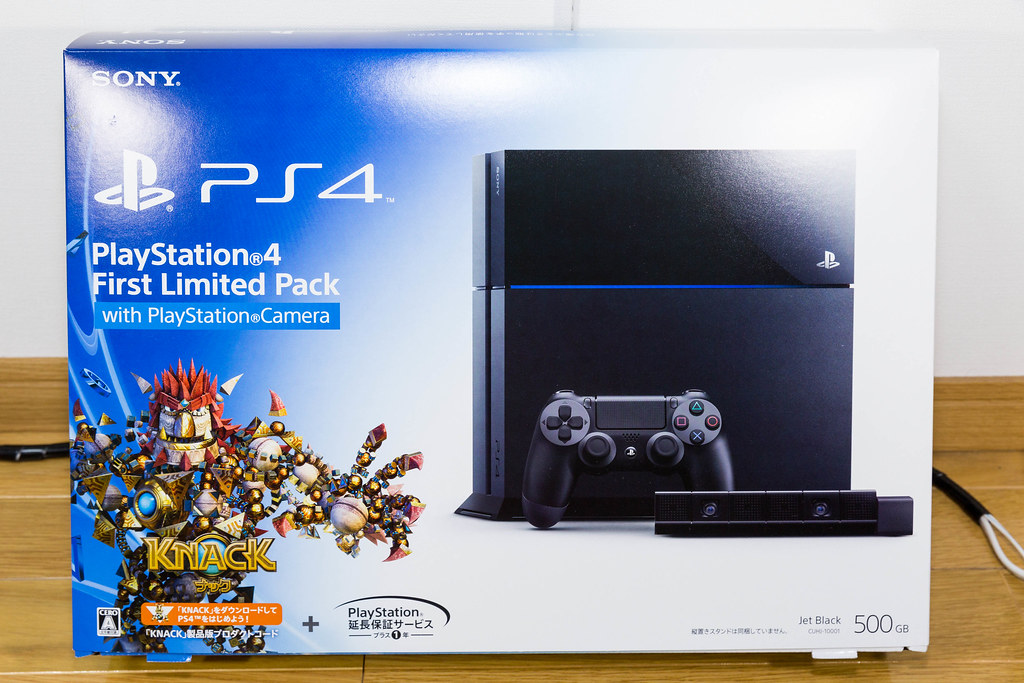 SONY
SONY®
PS4™
PlayStation®4
First Limited Pack
with PlayStation®Camera
SONY
PS4
KNACK
ナック
CERO
A
「KNACK」をダウンロードして
PS4™をはじめよう!
「KNACK」製品版プロダクトコード
+
PlayStation®
延長保証サービス
プラス1年
縦置きスタンドは同梱していません。
Jet Black
CUHJ-10001
500 GB